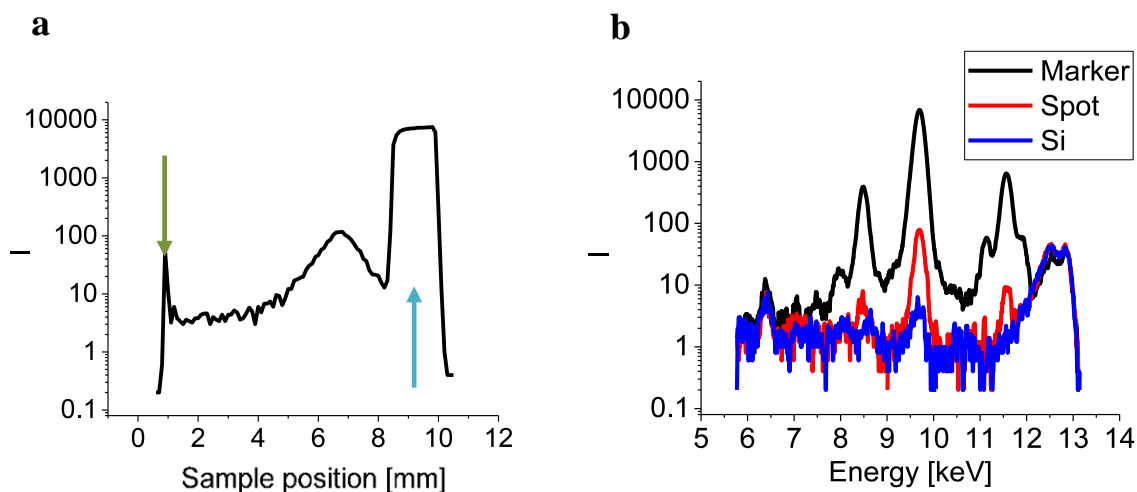 a
10000
1000
100
10
1
0.1
I
0 2 4 6 8 10 12
Sample position [mm]
b
Marker
Spot
Si
10000
1000
100
10
1
0.1
I
5 6 7 8 9 10 11 12 13 14
Energy [keV]